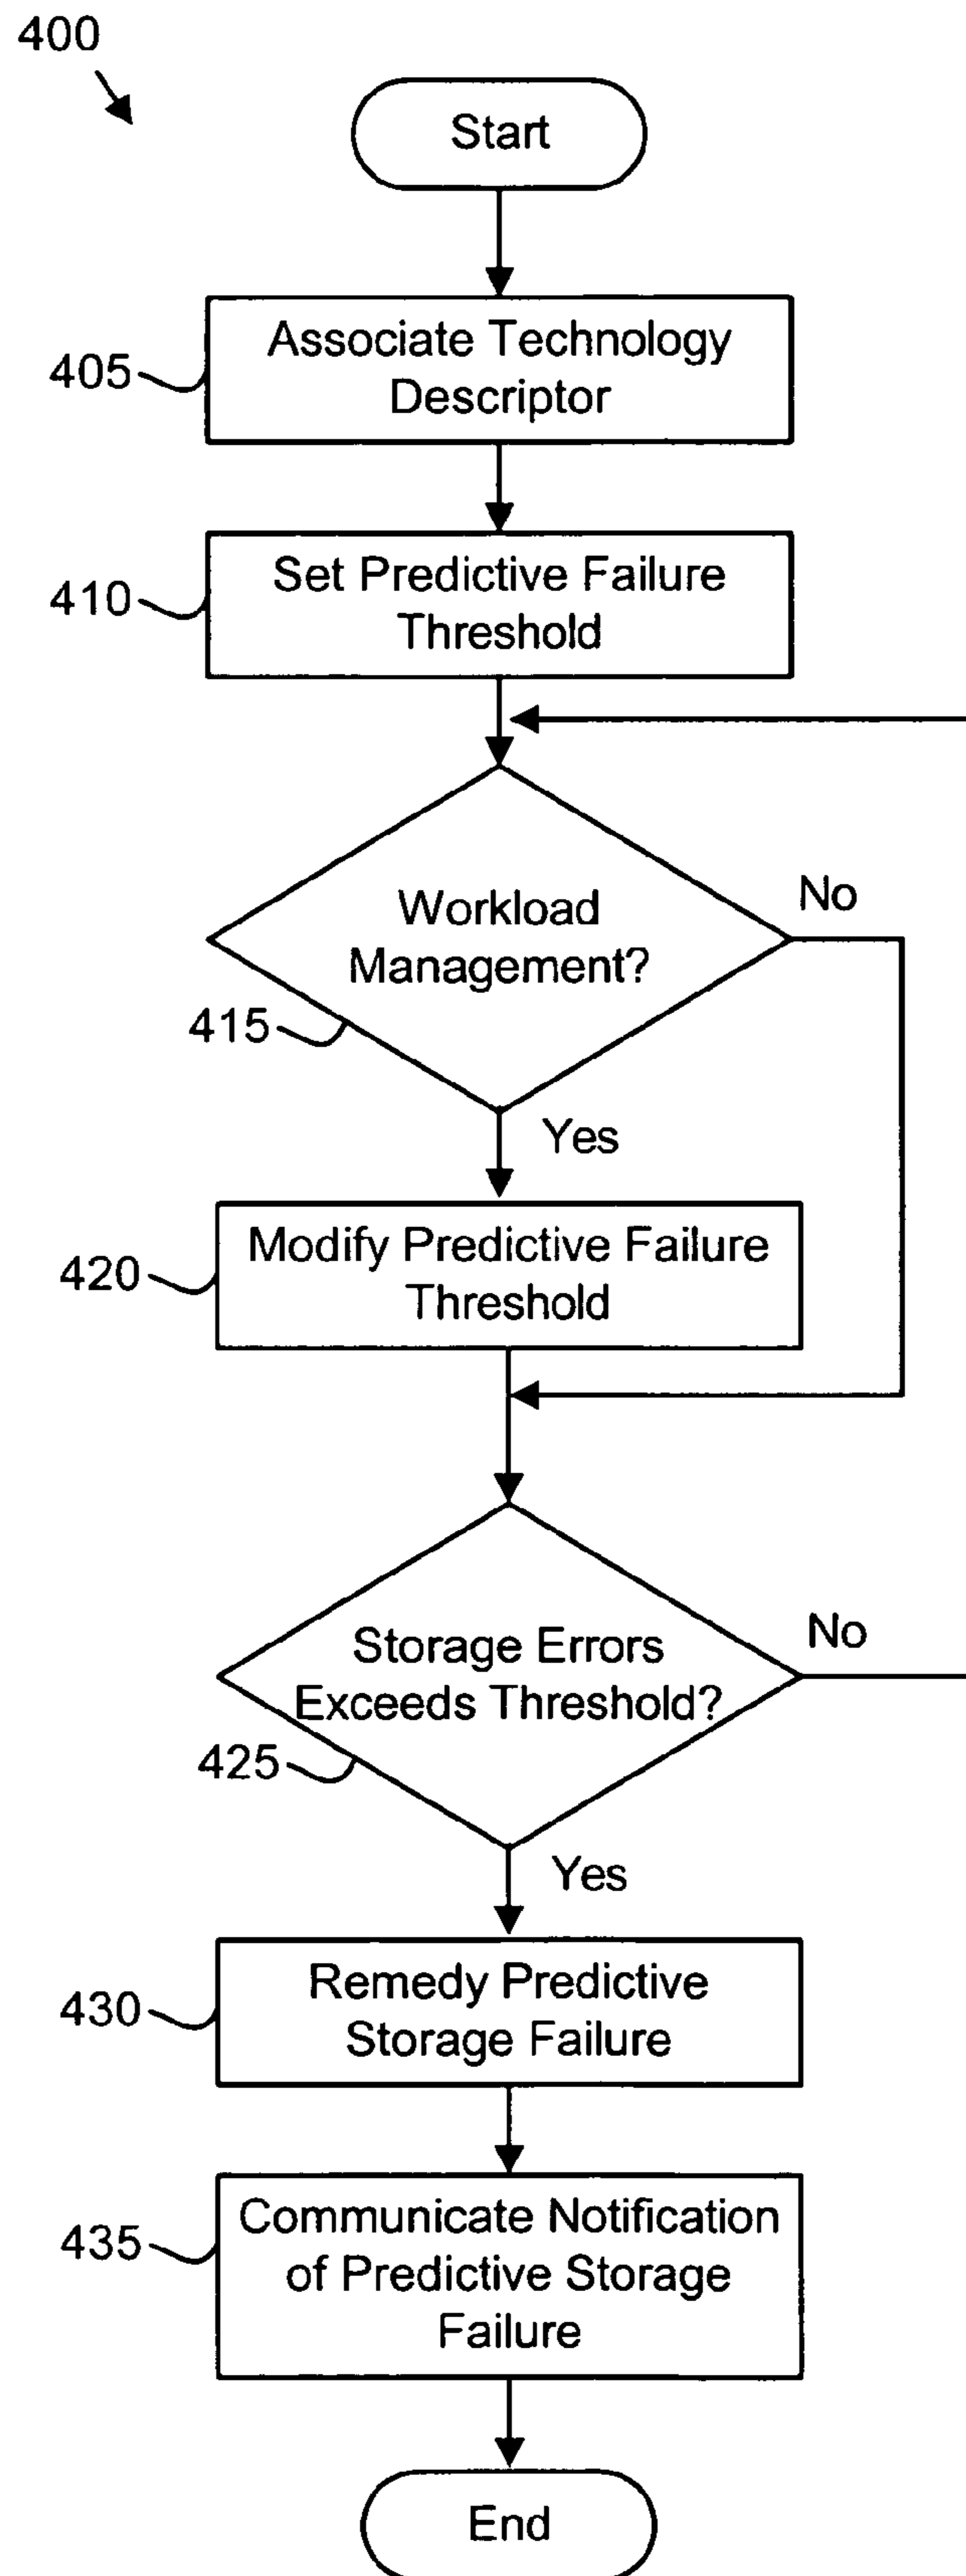 400
Start
405
Associate Technology
Descriptor
410
Set Predictive Failure
Threshold
Workload
Management?
No
415
Yes
420
Modify Predictive Failure
Threshold
Storage Errors
Exceeds Threshold?
No
425
Yes
430
Remedy Predictive
Storage Failure
435
Communicate Notification
of Predictive Storage
Failure
End